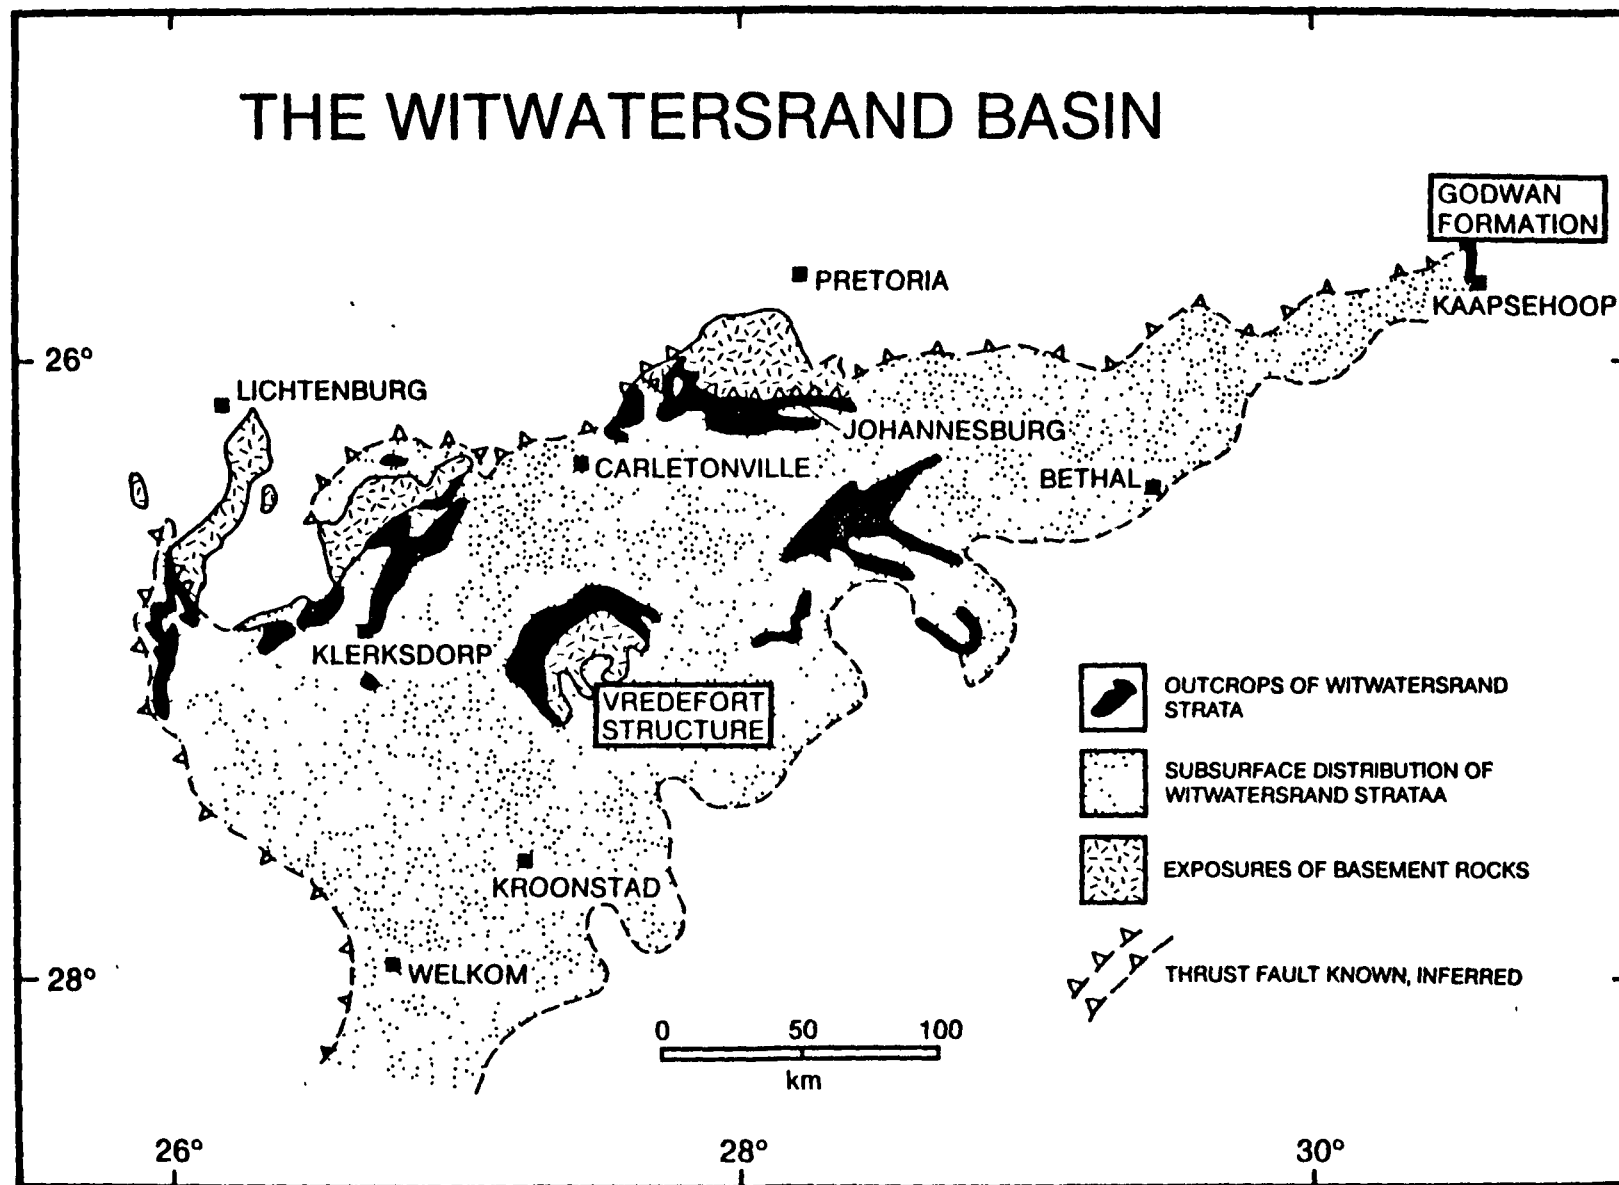 THE WITWATERSRAND BASIN
GODWAN
FORMATION
PRETORIA
KAAPSEHOOP
26°
LICHTENBURG
JOHANNESBURG
CARLETONVILLE
BETHAL
KLERKSDORP
VREDEFORT
STRUCTURE
OUTCROPS OF WITWATERSRAND
STRATA
SUBSURFACE DISTRIBUTION OF
WITWATERSRAND STRATAA
EXPOSURES OF BASEMENT ROCKS
KROONSTAD
28°
WELKOM
THRUST FAULT KNOWN, INFERRED
0 50 100
km
26° 28° 30°